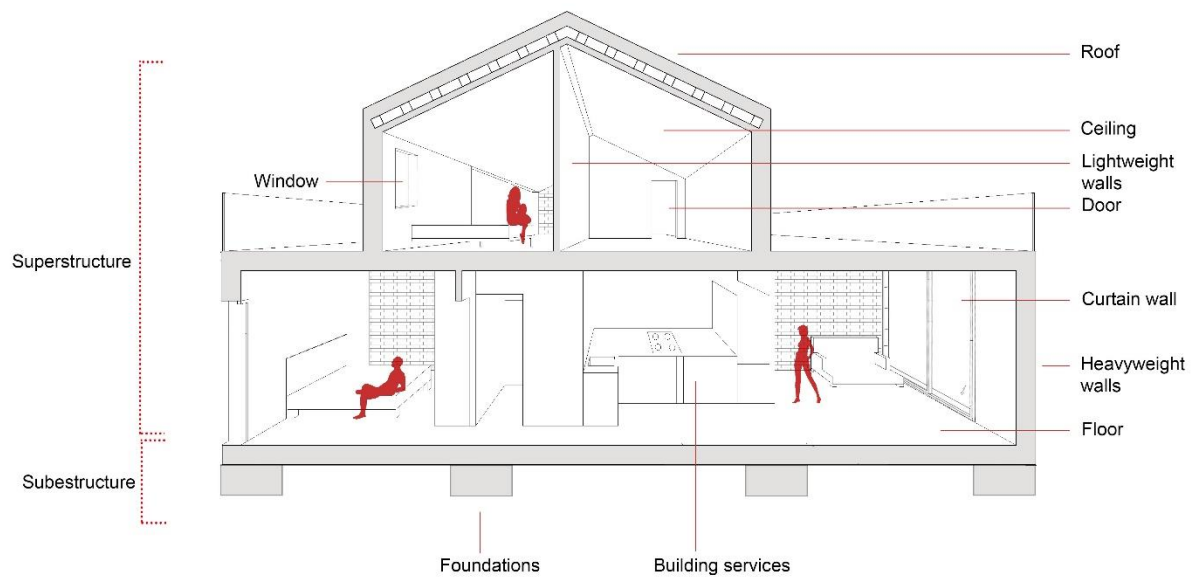 Roof
Ceiling
Lightweight
walls
Window
Door
Superstructure
Curtain wall
Heavyweight
walls
Floor
Subestructure
Foundations
Building services